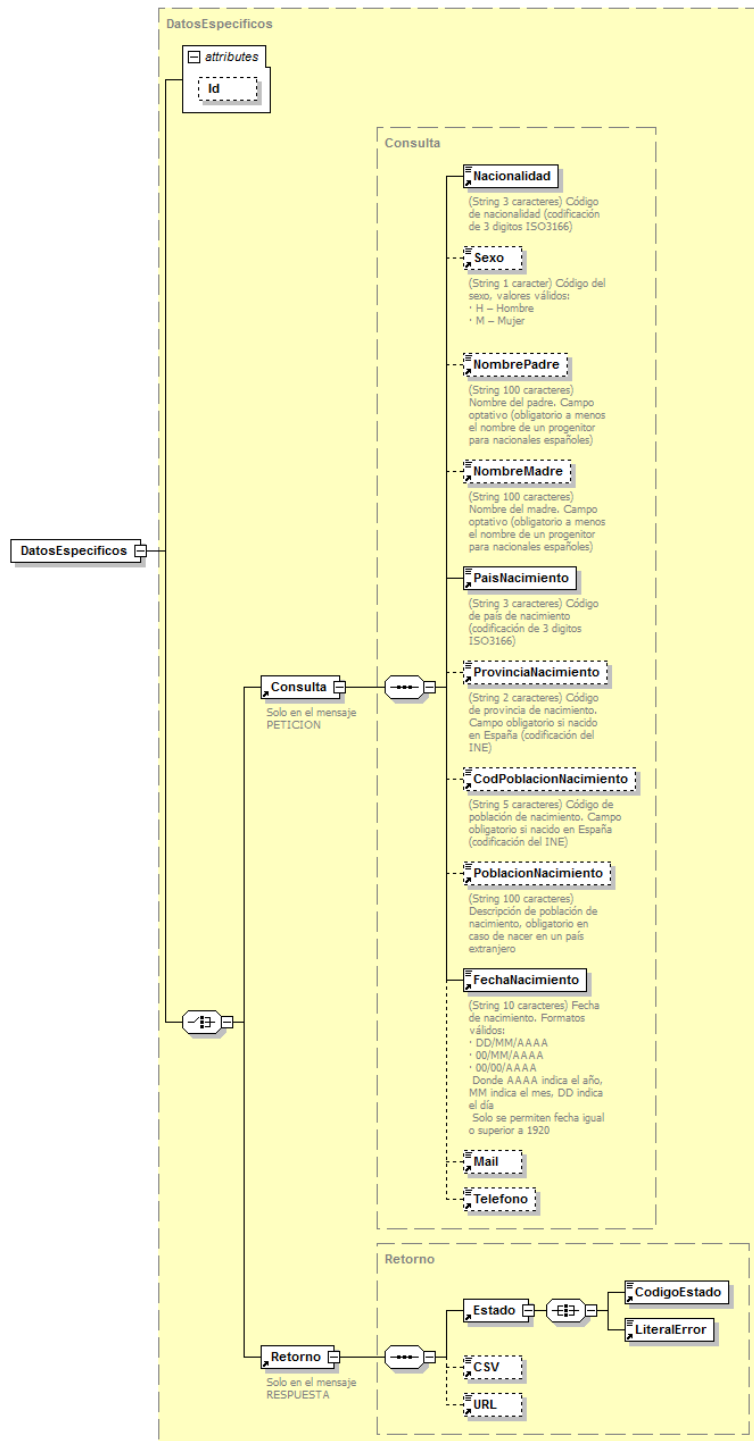 DatosEspecificos
attributes
Id
Consulta
Nacionalidad
(String 3 caracteres) Código
de nacionalidad (codificación
de 3 digitos ISO3166)
Sexo
(String 1 caracter) Código del
sexo, valores válidos:
· H – Hombre
· M – Mujer
NombrePadre
(String 100 caracteres)
Nombre del padre. Campo
optativo (obligatorio a menos
el nombre de un progenitor
para nacionales españoles)
NombreMadre
(String 100 caracteres)
Nombre del madre. Campo
optativo (obligatorio a menos
el nombre de un progenitor
para nacionales españoles)
DatosEspecificos
PaisNacimiento
(String 3 caracteres) Código
de país de nacimiento
(codificación de 3 digitos
ISO3166)
Consulta
Solo en el mensaje
PETICION
ProvinciaNacimiento
(String 2 caracteres) Código
de provincia de nacimiento.
Campo obligatorio si nacido
en España (codificación del
INE)
CodPoblacionNacimiento
(String 5 caracteres) Código de
población de nacimiento. Campo
obligatorio si nacido en España
(codificación del INE)
PoblacionNacimiento
(String 100 caracteres)
Descripción de población de
nacimiento, obligatorio en
caso de nacer en un país
extranjero
FechaNacimiento
(String 10 caracteres) Fecha
de nacimiento. Formatos
válidos:
· DD/MM/AAAA
· 00/MM/AAAA
· 00/00/AAAA
Donde AAAA indica el año,
MM indica el mes, DD indica
el día
Solo se permiten fecha igual
o superior a 1920
Mail
Telefono
Retorno
Estado
CodigoEstado
LiteralError
Retorno
Solo en el mensaje
RESPUESTA
CSV
URL